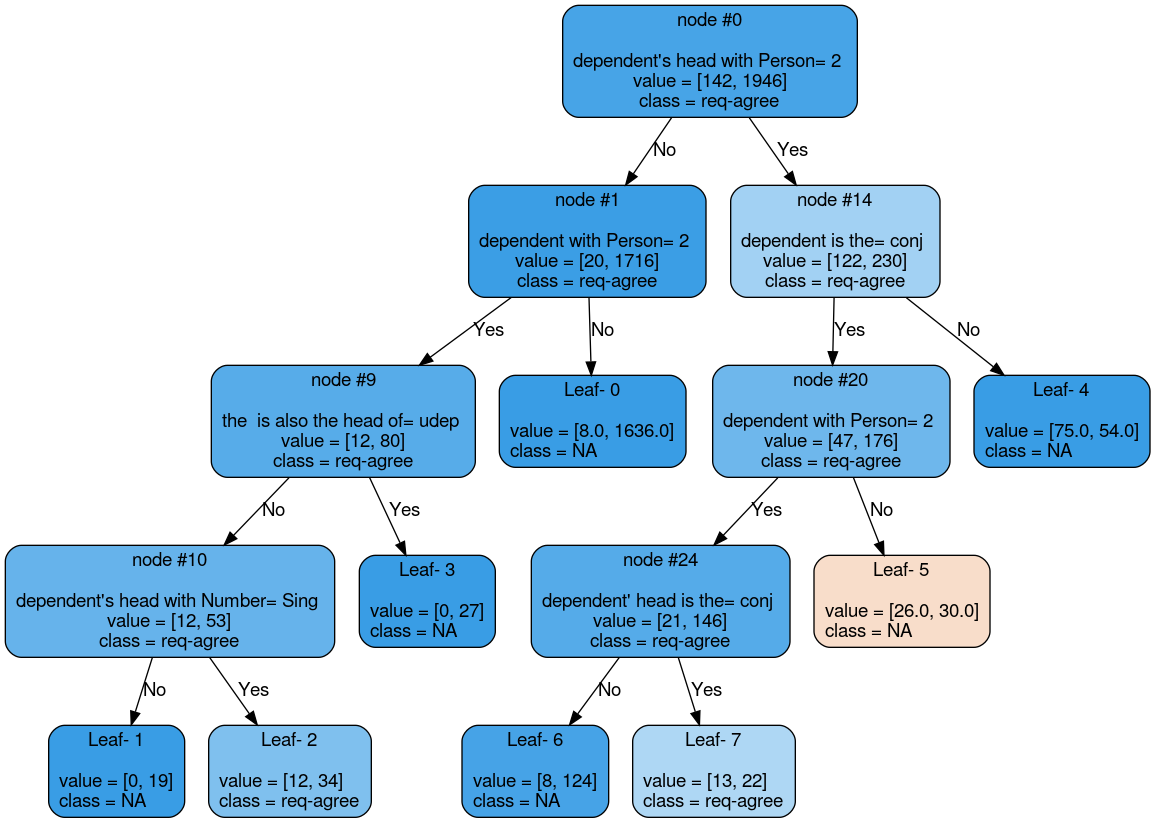 node #0
dependent's head with Person= 2
value = [142, 1946]
class = req-agree
No
Yes
node #1
dependent with Person= 2
value = [20, 1716]
class = req-agree
node #14
dependent is the= conj
value = [122, 230]
class = req-agree
Yes
No
Yes
No
node #9
the  is also the head of= udep
value = [12, 80]
class = req-agree
Leaf- 0
value = [8.0, 1636.0]
class = NA
node #20
dependent with Person= 2
value = [47, 176]
class = req-agree
Leaf- 4
value = [75.0, 54.0]
class = NA
No
Yes
Yes
No
node #10
dependent's head with Number= Sing
value = [12, 53]
class = req-agree
Leaf- 3
value = [0, 27]
class = NA
node #24
dependent' head is the= conj
value = [21, 146]
class = req-agree
Leaf- 5
value = [26.0, 30.0]
class = NA
No
Yes
No
Yes
Leaf- 1
value = [0, 19]
class = NA
Leaf- 2
value = [12, 34]
class = req-agree
Leaf- 6
value = [8, 124]
class = NA
Leaf- 7
value = [13, 22]
class = req-agree